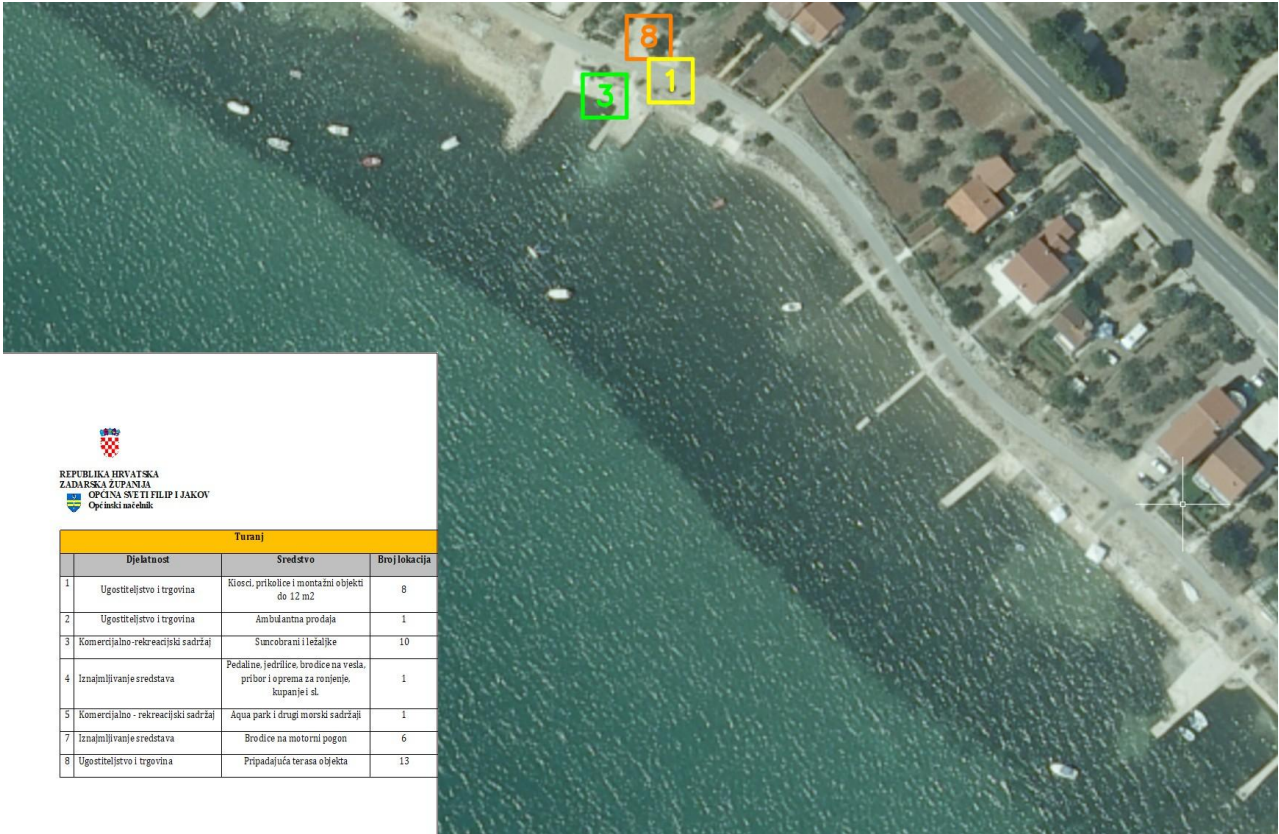 8
1
3
REPUBLIKA HRVATSKA
ZADARSKA ŽUPANIJA
OPĆINA SVETI FILIP I JAKOV
Općinski načelnik
Turanj
Djelatnost Sredstvo Broj lokacija
1 Ugostiteljstvo i trgovina Kiosci, prikolice i montažni objekti do 12 m2 8
2 Ugostiteljstvo i trgovina Ambulantna prodaja 1
3 Komercijalno-rekreacijski sadržaj Suncobrani i ležaljke 10
4 Iznajmljivanje sredstava Pedaline, jedrilice, brodice na vesla, pribor i oprema za ronjenje, kupanje i sl. 1
5 Komercijalno - rekreacijski sadržaj Aqua park i drugi morski sadržaji 1
7 Iznajmljivanje sredstava Brodice na motorni pogon 6
8 Ugostiteljstvo i trgovina Pripadajuća terasa objekta 13